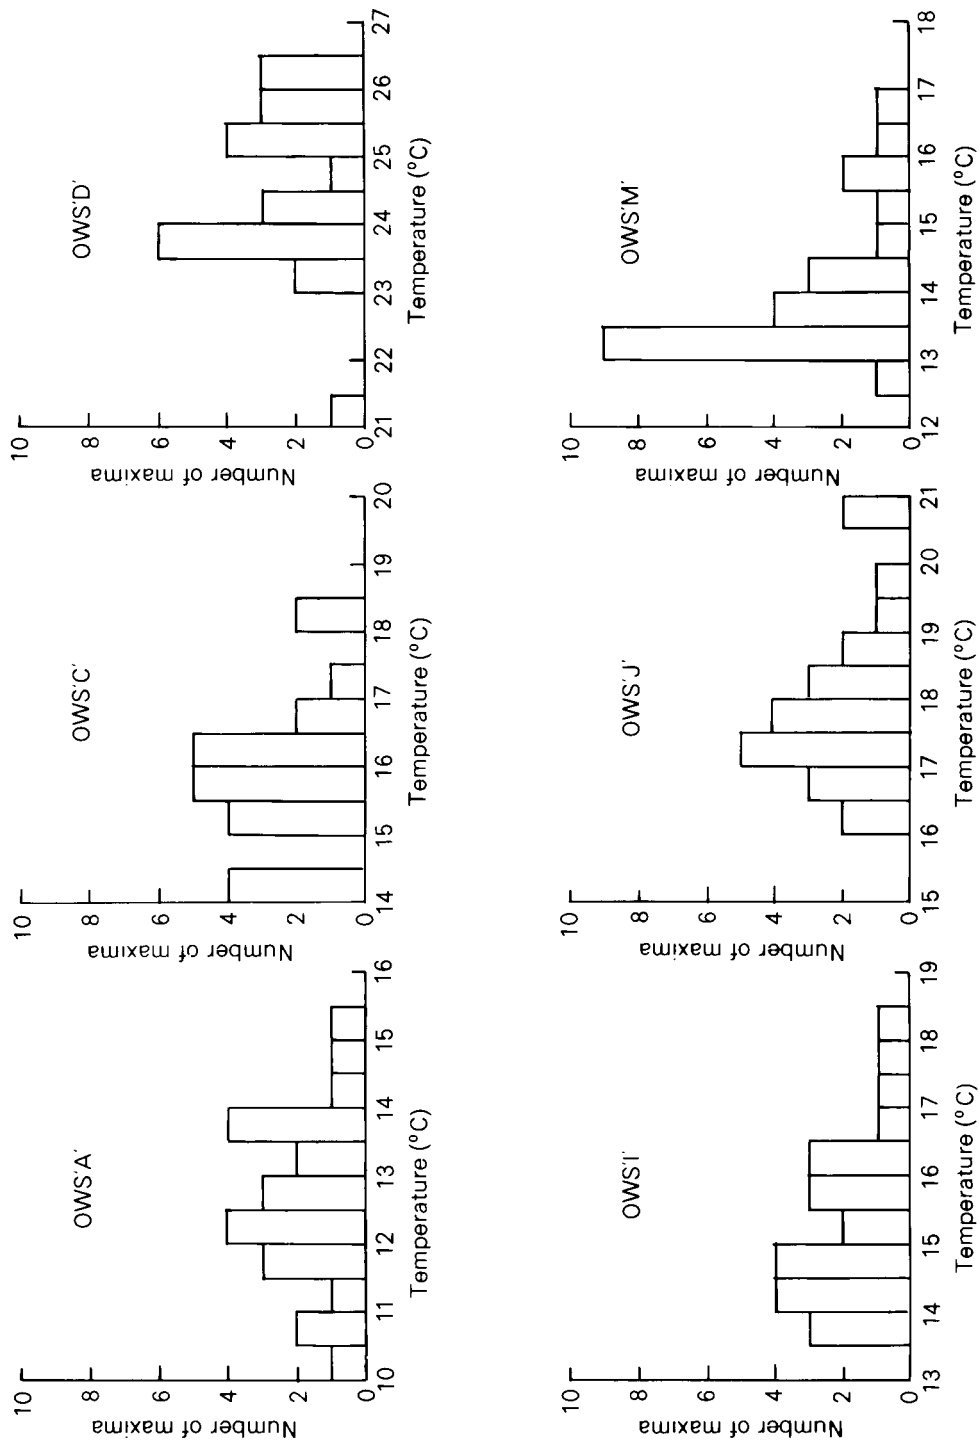 OWS'A'
10
8
6
4
2
0
Number of maxima
10 11 12 13 14 15 16
Temperature (°C)
OWS'C'
10
8
6
4
2
0
Number of maxima
14 15 16 17 18 19 20
Temperature (°C)
OWS'D'
10
8
6
4
2
0
Number of maxima
21 22 23 24 25 26 27
Temperature (°C)
OWS'I'
10
8
6
4
2
0
Number of maxima
13 14 15 16 17 18 19
Temperature (°C)
OWS'J'
10
8
6
4
2
0
Number of maxima
15 16 17 18 19 20 21
Temperature (°C)
OWS'M'
10
8
6
4
2
0
Number of maxima
12 13 14 15 16 17 18
Temperature (°C)